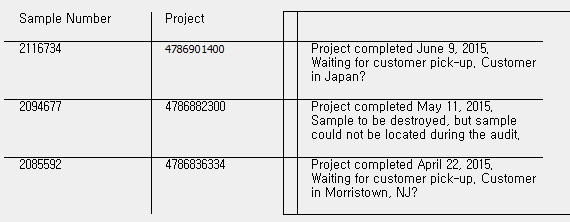 Sample Number Project
2116734 4786901400 Project completed June 9, 2015,
Waiting for customer pick-up, Customer
in Japan?
2094677 4786882300 Project completed May 11, 2015,
Sample to be destroyed, but sample
could not be located during the audit,
2085592 4786836334 Project completed April 22, 2015,
Waiting for customer pick-up, Customer
in Morristown, NJ?